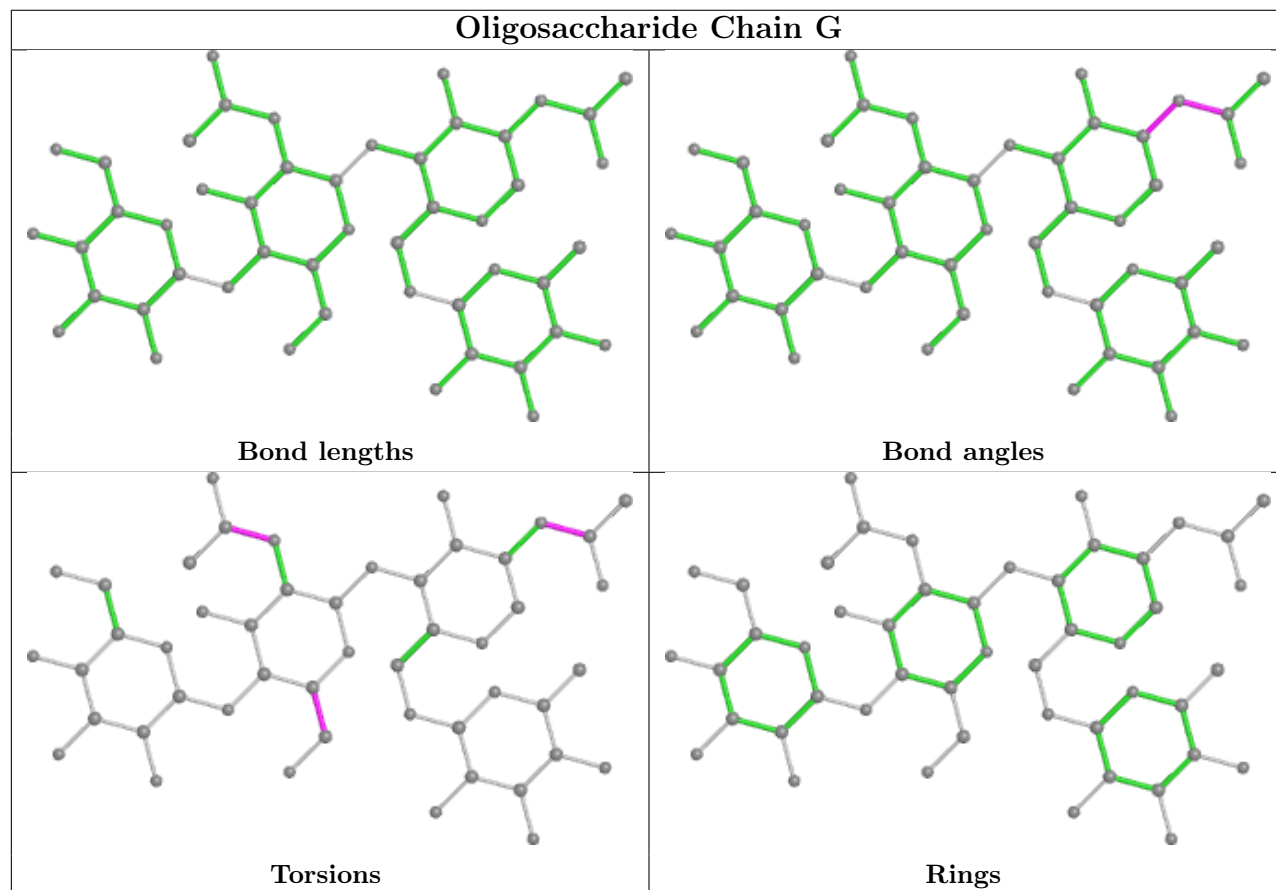 Oligosaccharide Chain G
Bond lengths
Bond angles
Torsions
Rings